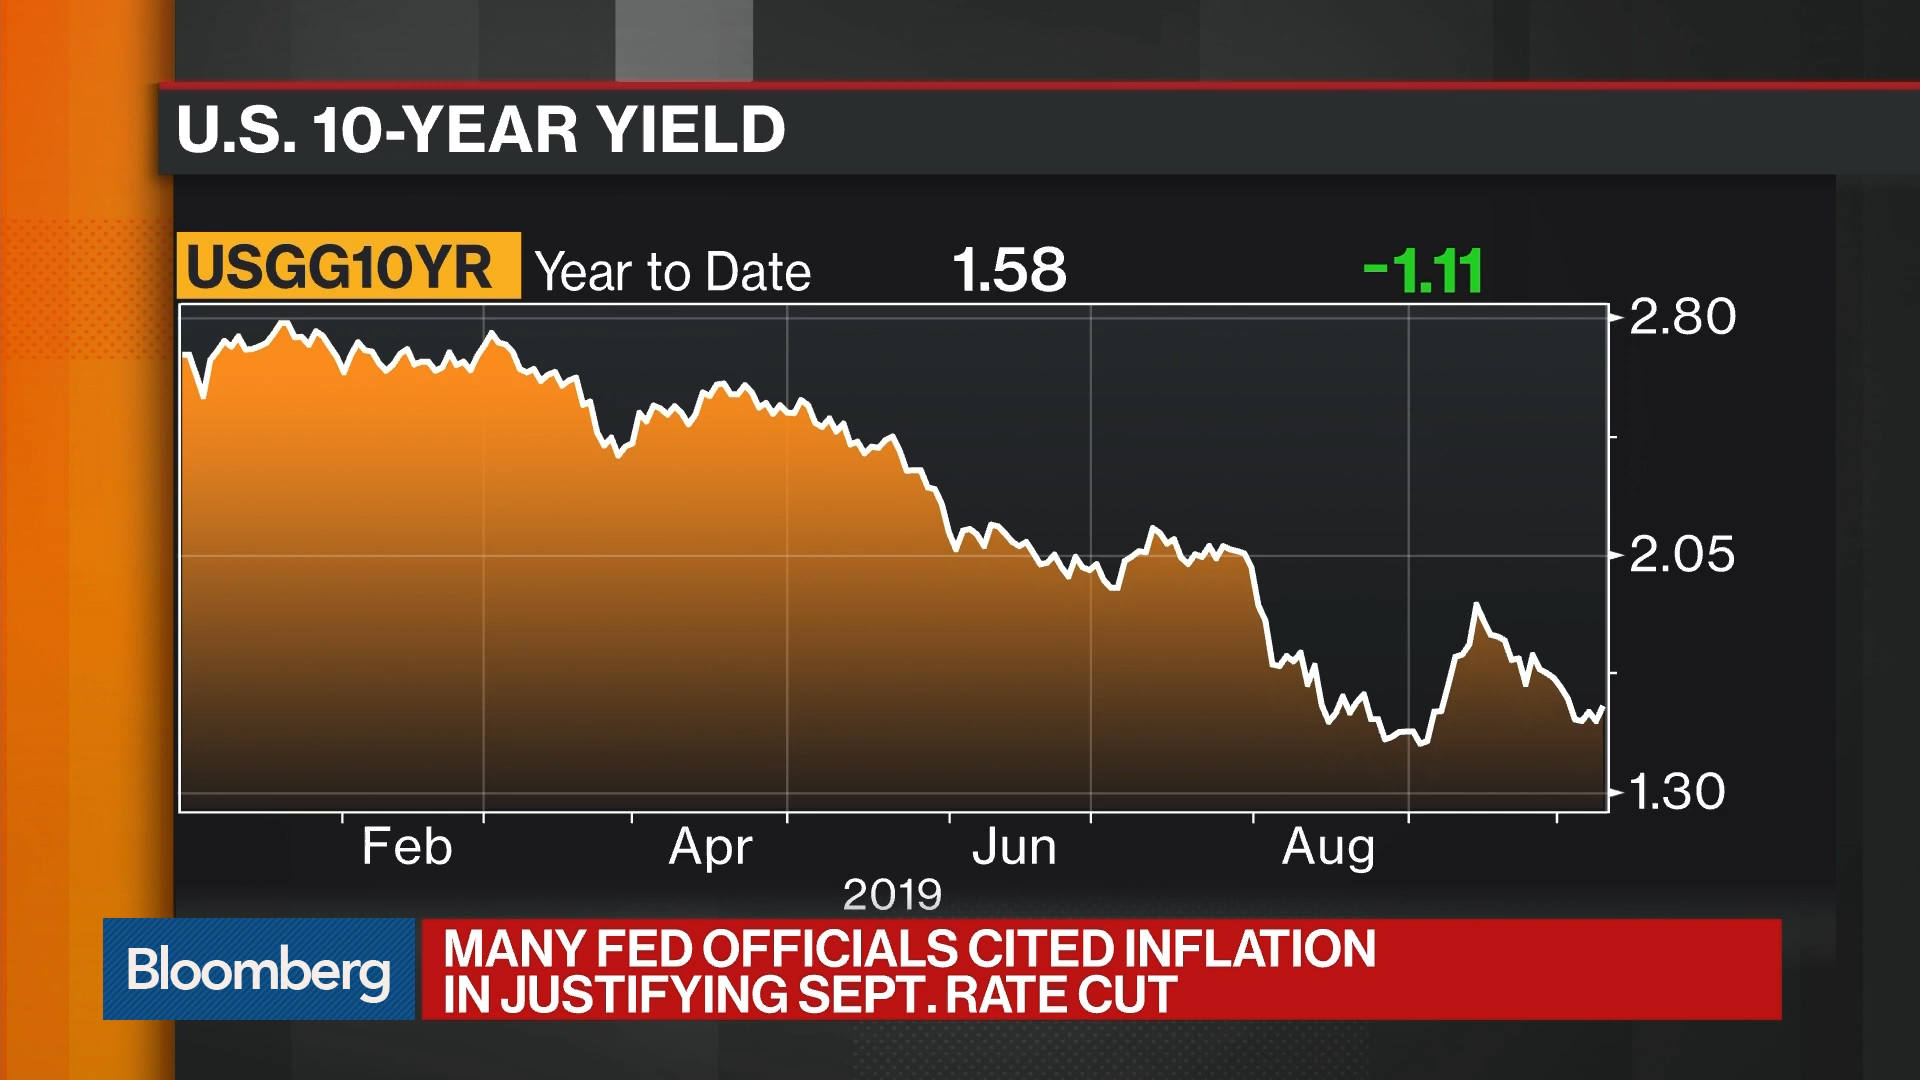 U.S. 10-YEAR YIELD
USGG10YR Year to Date 1.58 -1.11
2.80
2.05
1.30
Feb Apr Jun Aug
2019
Bloomberg
MANY FED OFFICIALS CITED INFLATION
IN JUSTIFYING SEPT. RATE CUT